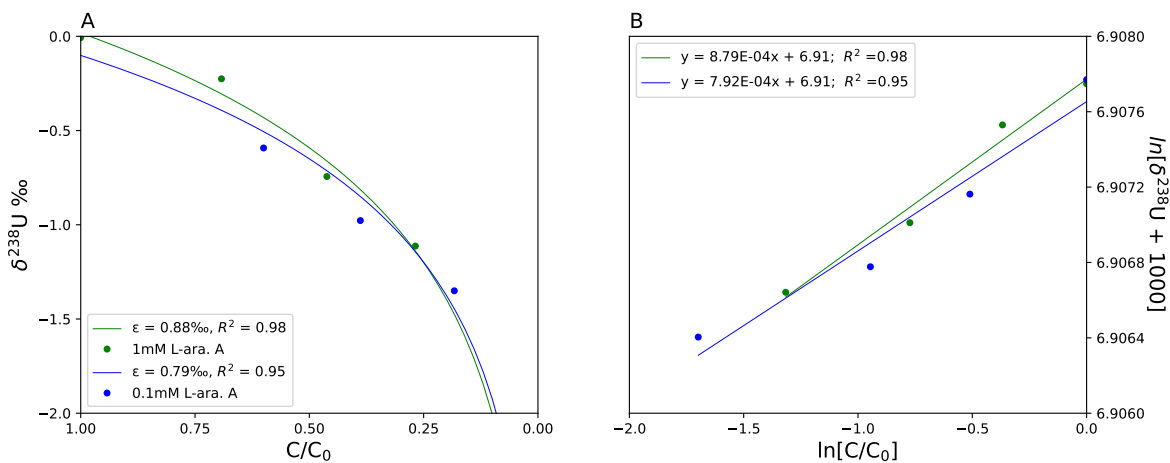 A
0.0
−0.5
−1.0
−1.5
−2.0
δ²³⁸U ‰
ε = 0.88‰, R² = 0.98
1mM L-ara. A
ε = 0.79‰, R² = 0.95
0.1mM L-ara. A
1.00 0.75 0.50 0.25 0.00
C/C₀
B
y = 8.79E-04x + 6.91; R² =0.98
y = 7.92E-04x + 6.91; R² =0.95
6.9080
6.9076
6.9072
6.9068
6.9064
6.9060
ln[δ²³⁸U + 1000]
−2.0 −1.5 −1.0 −0.5 0.0
ln[C/C₀]